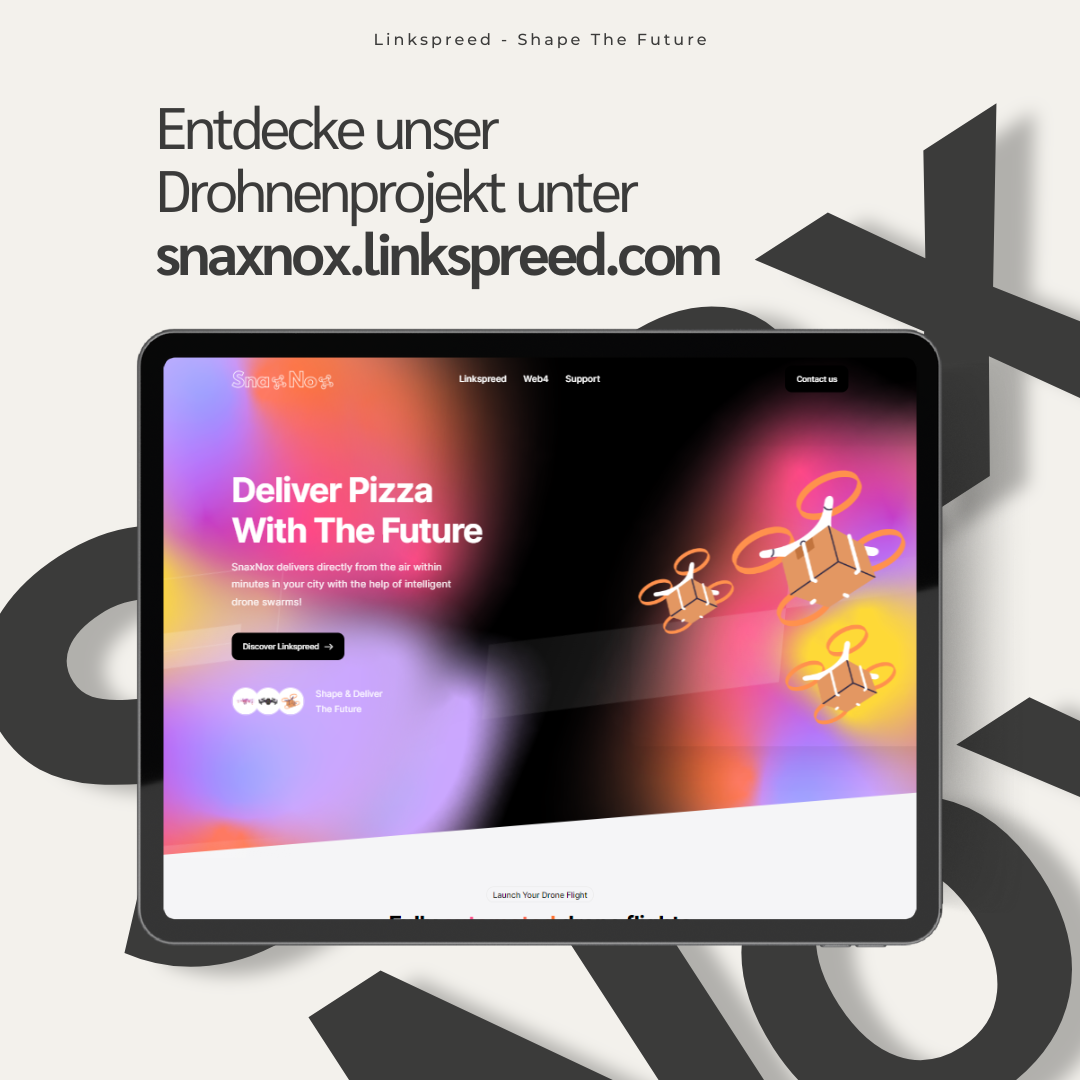 Linkspreed - Shape The Future
Entdecke unser
Drohnenprojekt unter
snaxnox.linkspreed.com
SnaxNox
Linkspreed Web4 Support
Contact us
Deliver Pizza
With The Future
SnaxNox delivers directly from the air within
minutes in your city with the help of intelligent
drone swarms!
Discover Linkspreed →
Shape & Deliver
The Future
Launch Your Drone Flight